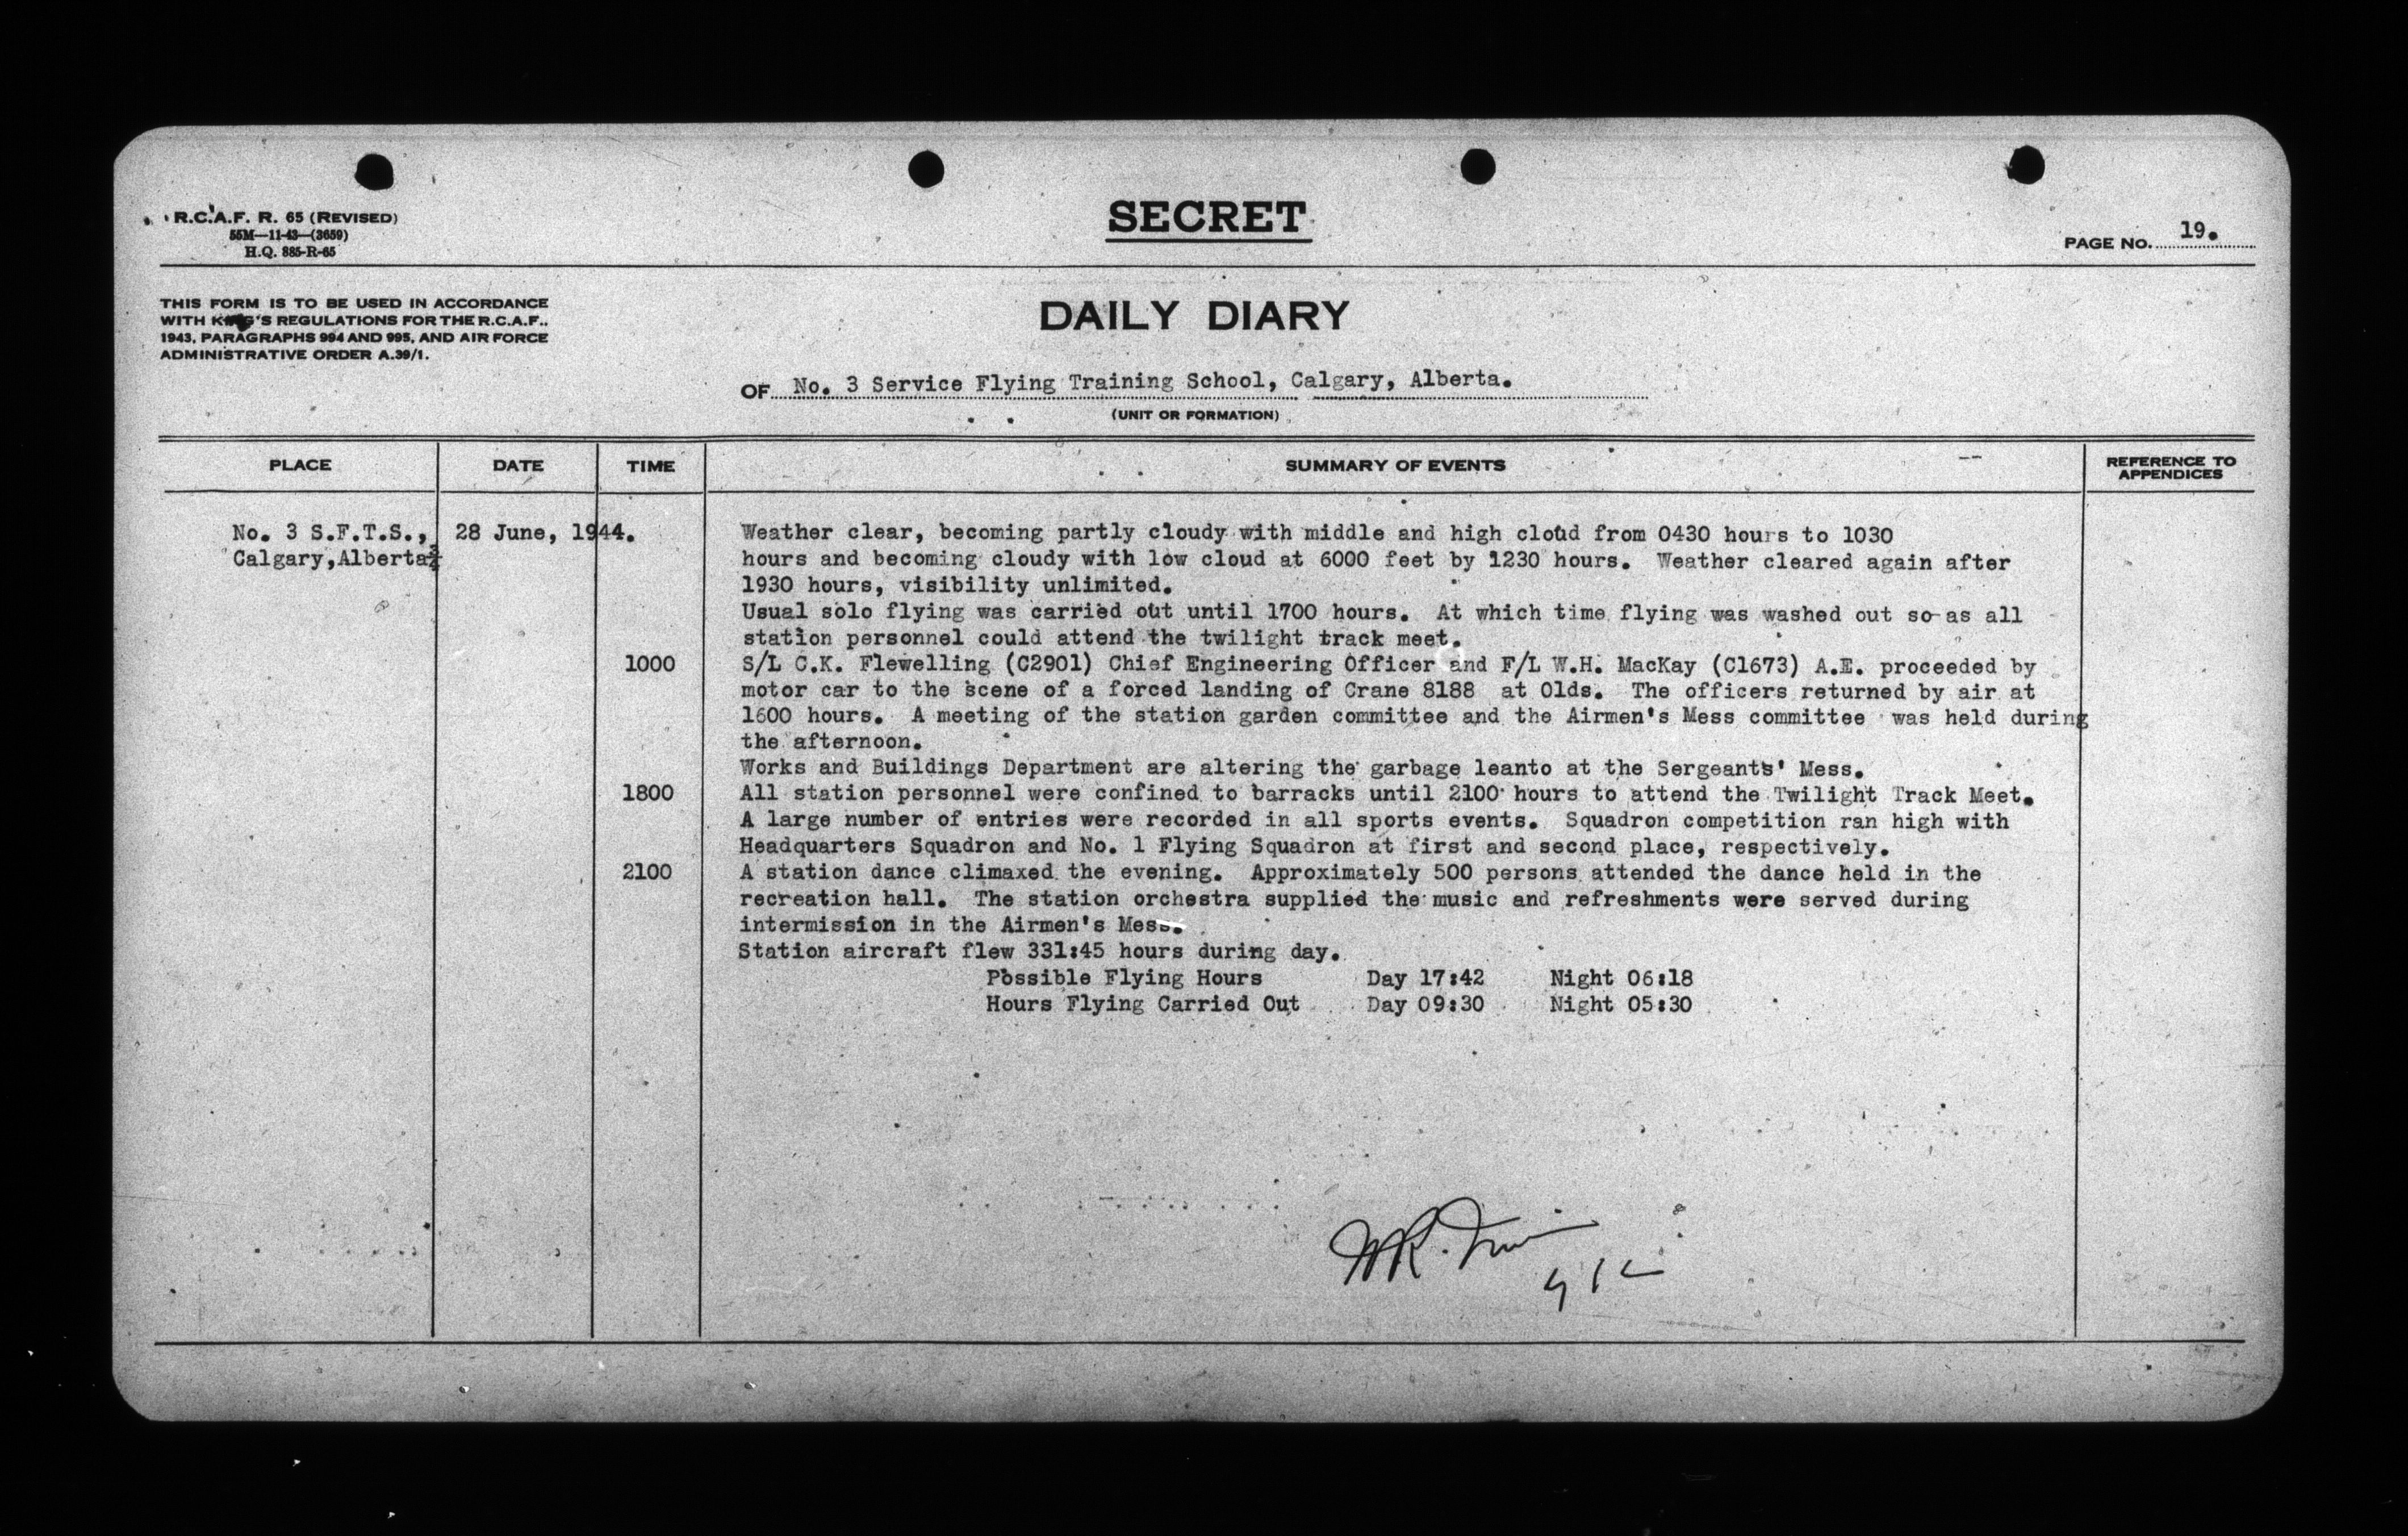 R.C.A.F. R. 65 (REVISED)
55M—11-43—(3659)
H.Q. 885-R-65
SECRET
PAGE NO. 19.
THIS FORM IS TO BE USED IN ACCORDANCE
WITH KING'S REGULATIONS FOR THE R.C.A.F.,
1943, PARAGRAPHS 994 AND 995, AND AIR FORCE
ADMINISTRATIVE ORDER A.39/1.
DAILY DIARY
OF No. 3 Service Flying Training School, Calgary, Alberta.
(UNIT OR FORMATION)
PLACE DATE TIME SUMMARY OF EVENTS REFERENCE TO APPENDICES
No. 3 S.F.T.S., 28 June, 1944. Weather clear, becoming partly cloudy with middle and high cloud from 0430 hours to 1030
Calgary,Alberta hours and becoming cloudy with low cloud at 6000 feet by 1230 hours. Weather cleared again after
1930 hours, visibility unlimited.
Usual solo flying was carried out until 1700 hours. At which time flying was washed out so as all
station personnel could attend the twilight track meet.
1000 S/L C.K. Flewelling (C2901) Chief Engineering Officer and F/L W.H. MacKay (C1673) A.E. proceeded by
motor car to the scene of a forced landing of Crane 8188 at Olds. The officers returned by air at
1600 hours. A meeting of the station garden committee and the Airmen's Mess committee was held during
the afternoon.
Works and Buildings Department are altering the garbage leanto at the Sergeants' Mess.
1800 All station personnel were confined to barracks until 2100 hours to attend the Twilight Track Meet.
A large number of entries were recorded in all sports events. Squadron competition ran high with
Headquarters Squadron and No. 1 Flying Squadron at first and second place, respectively.
2100 A station dance climaxed the evening. Approximately 500 persons attended the dance held in the
recreation hall. The station orchestra supplied the music and refreshments were served during
intermission in the Airmen's Mess.
Station aircraft flew 331:45 hours during day.
Possible Flying Hours Day 17:42 Night 06:18
Hours Flying Carried Out Day 09:30 Night 05:30